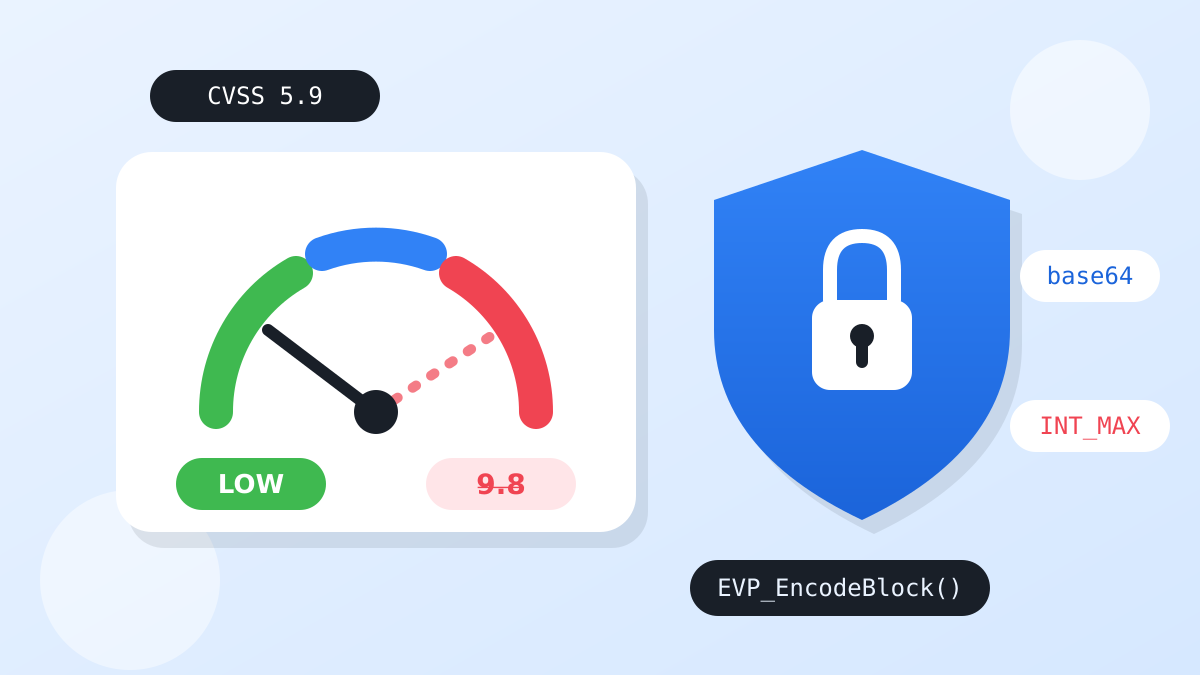 CVSS 5.9
base64
INT_MAX
LOW
9.8
EVP_EncodeBlock()